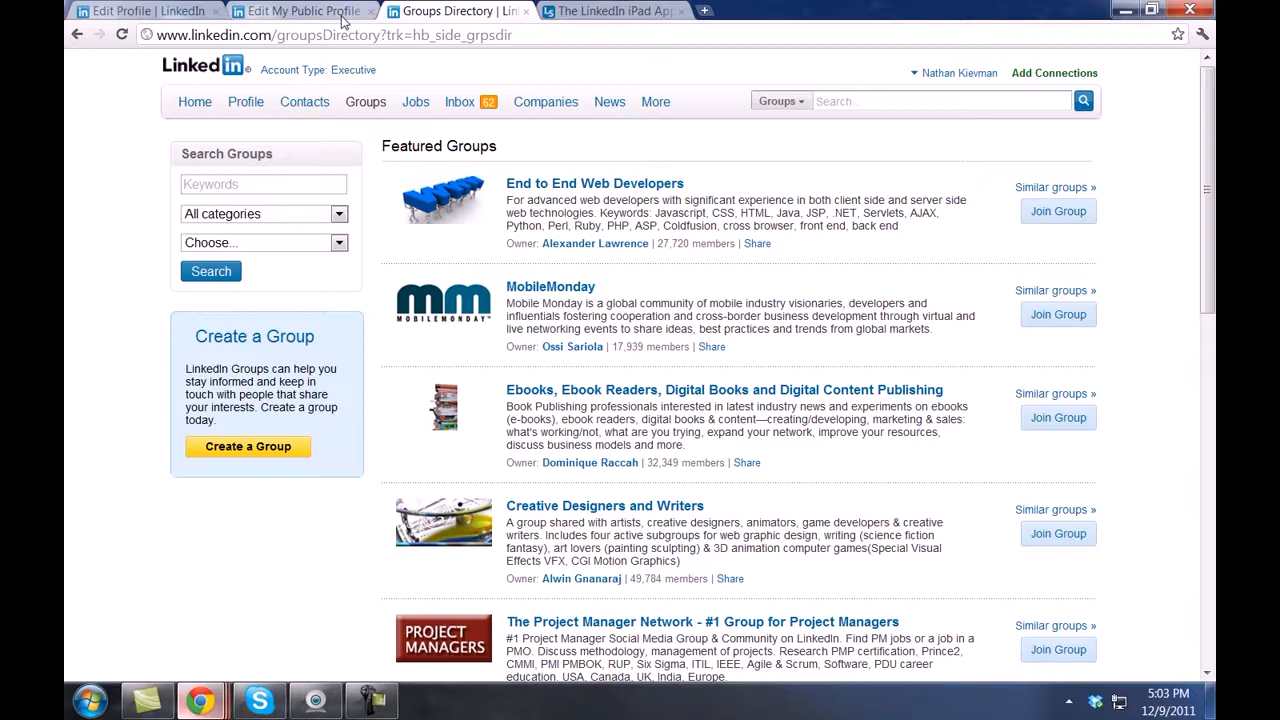 Edit Profile | LinkedIn
Edit My Public Profile
Groups Directory | Lin
The LinkedIn iPad App
www.linkedin.com/groupsDirectory?trk=hb_side_grpsdir
Linked in
Account Type: Executive
Nathan Kievman
Add Connections
Home Profile Contacts Groups Jobs Inbox 62 Companies News More
Groups
Search...
Search Groups
Keywords
All categories
Choose...
Search
Create a Group
LinkedIn Groups can help you
stay informed and keep in
touch with people that share
your interests. Create a group
today.
Create a Group
Featured Groups
End to End Web Developers
For advanced web developers with significant experience in both client side and server side
web technologies. Keywords: Javascript, CSS, HTML, Java, JSP, .NET, Servlets, AJAX,
Python, Perl, Ruby, PHP, ASP, Coldfusion, cross browser, front end, back end
Owner: Alexander Lawrence | 27,720 members | Share
Similar groups »
Join Group
MOBILEMONDAY
MobileMonday
Mobile Monday is a global community of mobile industry visionaries, developers and
influentials fostering cooperation and cross-border business development through virtual and
live networking events to share ideas, best practices and trends from global markets.
Owner: Ossi Sariola | 17,939 members | Share
Similar groups »
Join Group
Ebooks, Ebook Readers, Digital Books and Digital Content Publishing
Book Publishing professionals interested in latest industry news and experiments on ebooks
(e-books), ebook readers, digital books & content—creating/developing, marketing & sales:
what's working/not, what are you trying, expand your network, improve your resources,
discuss business models and more.
Owner: Dominique Raccah | 32,349 members | Share
Similar groups »
Join Group
Creative Designers and Writers
A group shared with artists, creative designers, animators, game developers & creative
writers. Includes four active subgroups for web graphic design, writing (science fiction
fantasy), art lovers (painting sculpting) & 3D animation computer games(Special Visual
Effects VFX, CGI Motion Graphics)
Owner: Alwin Gnanaraj | 49,784 members | Share
Similar groups »
Join Group
PROJECT
MANAGERS
The Project Manager Network - #1 Group for Project Managers
#1 Project Manager Social Media Group & Community on LinkedIn. Find PM jobs or a job in a
PMO. Discuss methodology, management of projects. Research PMP certification, Prince2,
CMMI, PMI PMBOK, RUP, Six Sigma, ITIL, IEEE, Agile & Scrum, Software, PDU career
education. USA, Canada, UK, India, Europe.
Similar groups »
Join Group
5:03 PM
12/9/2011